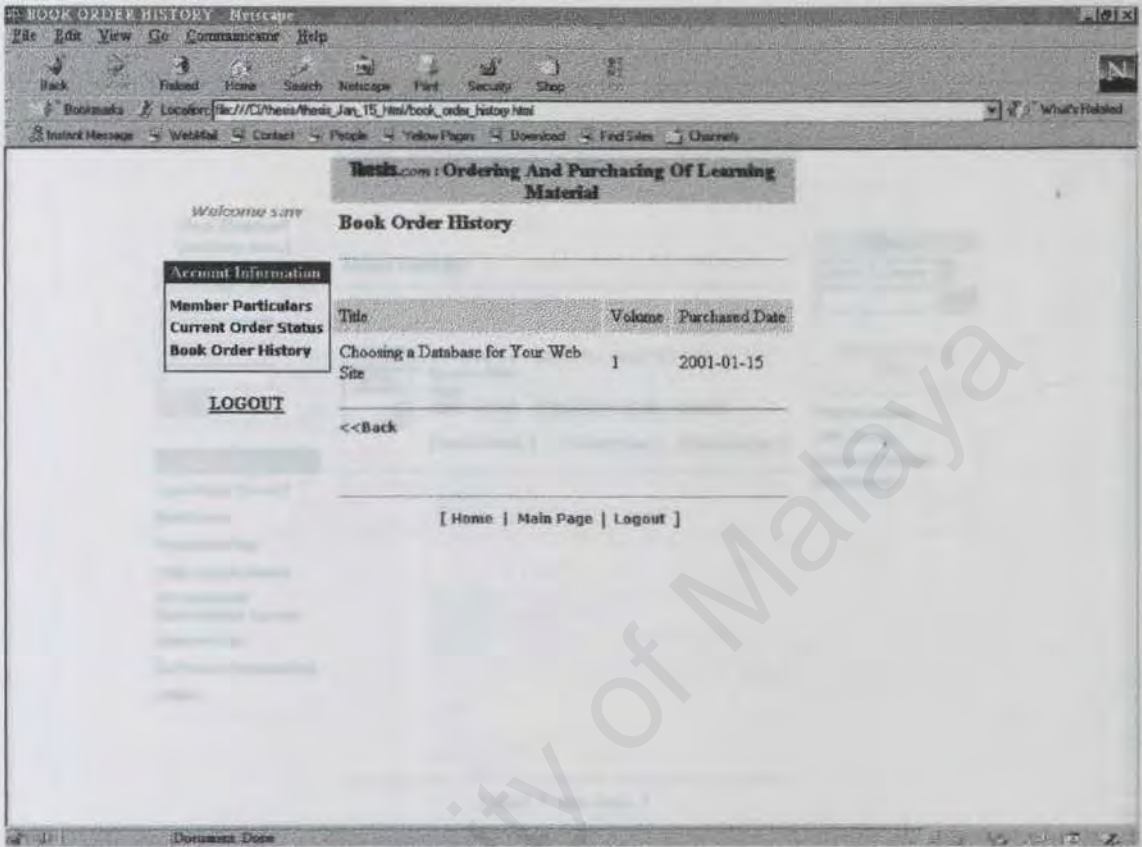 BOOK ORDER HISTORY - Netscape
File Edit View Go Communicator Help
Back Reload Home Search Netscape Print Security Shop
N
Bookmarks Location: file:///C|/thesis/thesis_Jan_15_html/book_order_history.html What's Related
Instant Message WebMail Contact People Yellow Pages Download Find Sites Channels
Thesis.com : Ordering And Purchasing Of Learning
Material
Welcome
Book Order History
Account Information
Member Particulars
Current Order Status
Book Order History
LOGOUT
Title Volume Purchased Date
Choosing a Database for Your Web
Site
1 2001-01-15
<<Back
[ Home | Main Page | Logout ]
Document: Done
ity of Malaya